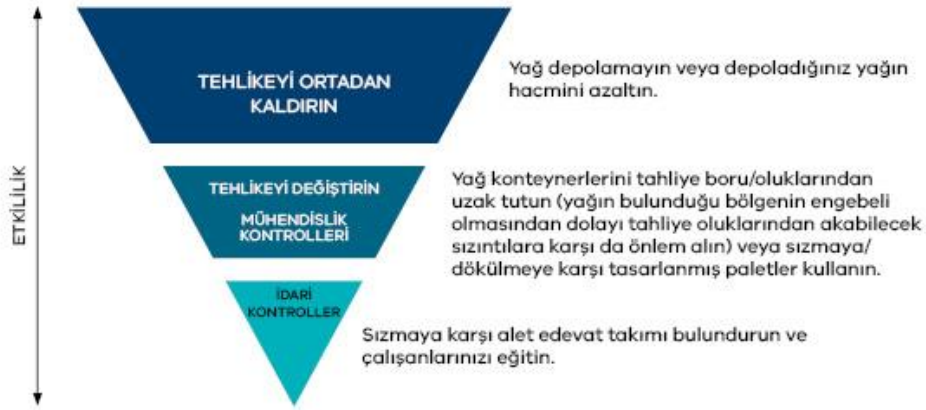 ETKİLİLİK
TEHLİKEYİ ORTADAN
KALDIRIN
Yağ depolamayın veya depoladığınız yağın
hacmini azaltın.
TEHLİKEYİ DEĞİŞTİRİN
MÜHENDİSLİK
KONTROLLERİ
Yağ konteynerlerini tahliye boru/oluklarından
uzak tutun (yağın bulunduğu bölgenin engebeli
olmasından dolayı tahliye oluklarından akabilecek
sızıntılara karşı da önlem alın) veya sızmaya/
dökülmeye karşı tasarlanmış paletler kullanın.
İDARİ
KONTROLLER
Sızmaya karşı alet edevat takımı bulundurun ve
çalışanlarınızı eğitin.